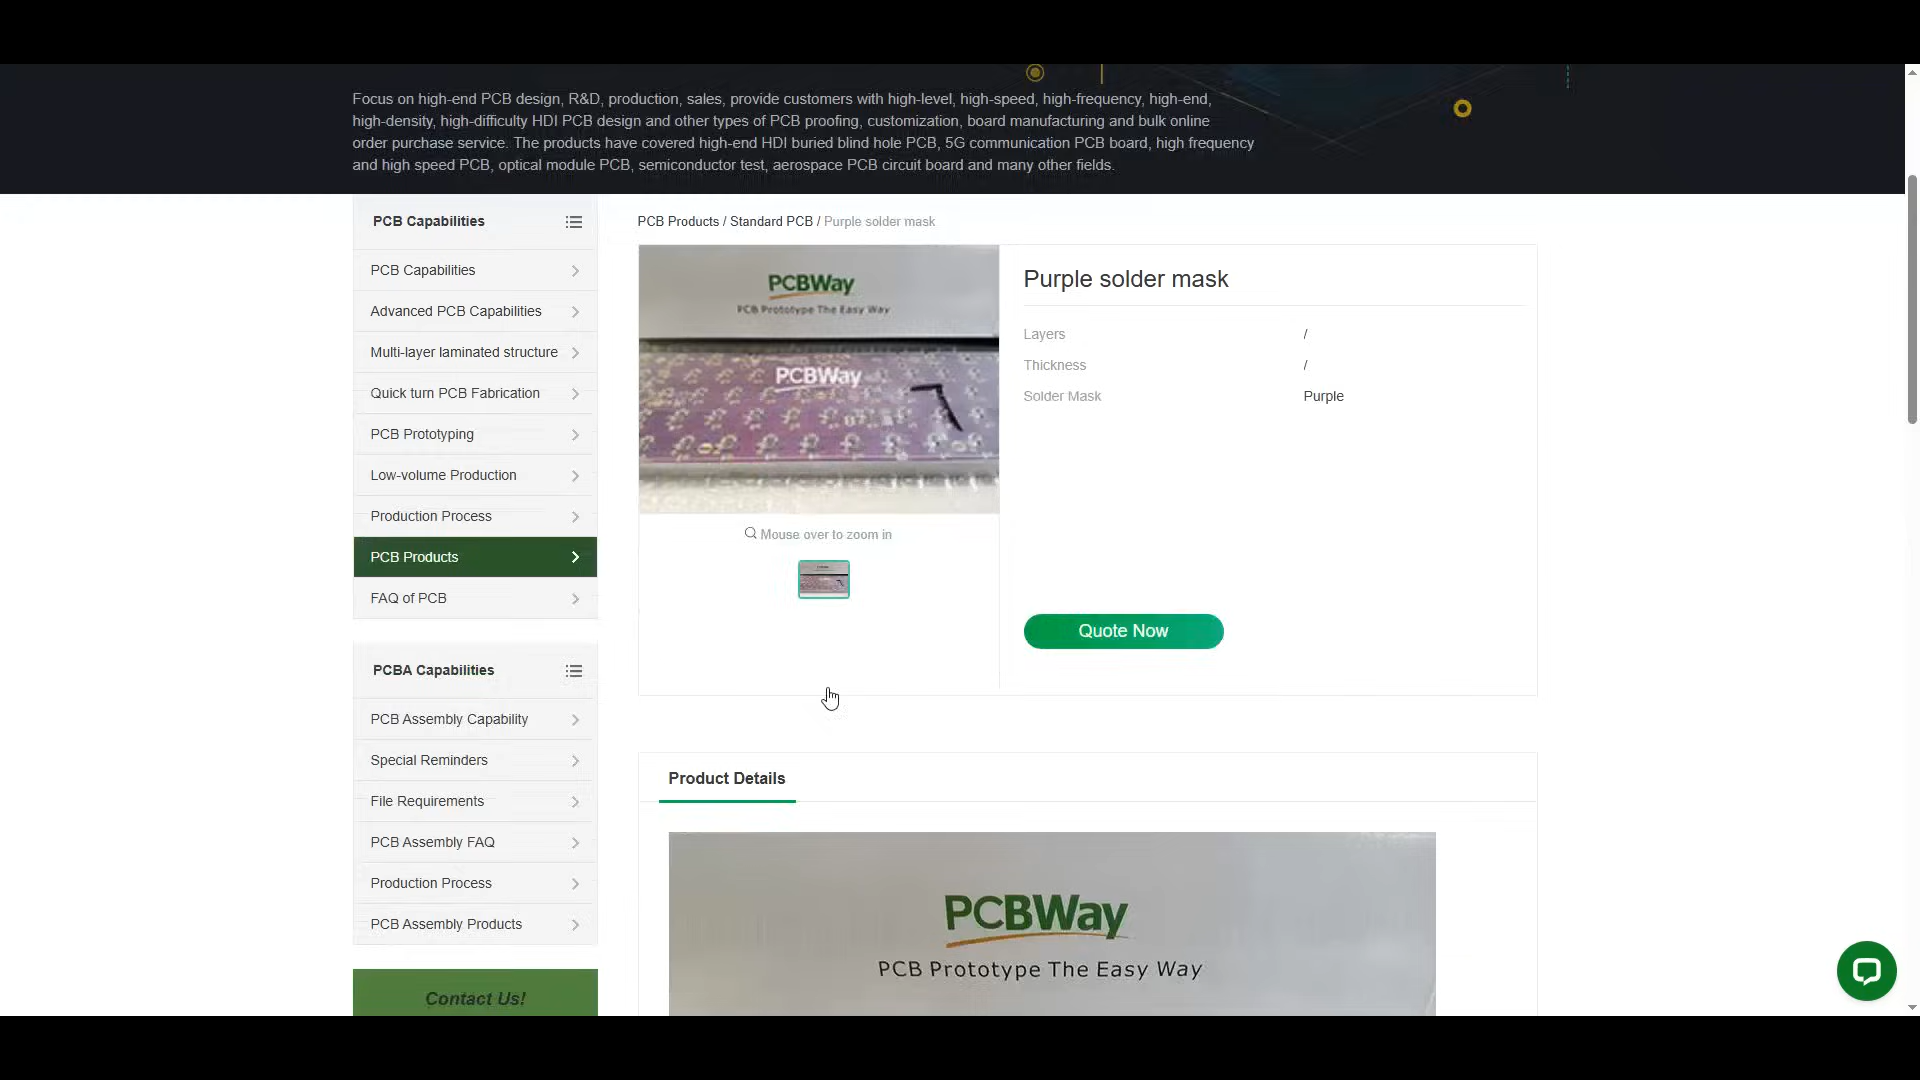 Focus on high-end PCB design, R&D, production, sales, provide customers with high-level, high-speed, high-frequency, high-end,
high-density, high-difficulty HDI PCB design and other types of PCB proofing, customization, board manufacturing and bulk online
order purchase service. The products have covered high-end HDI buried blind hole PCB, 5G communication PCB board, high frequency
and high speed PCB, optical module PCB, semiconductor test, aerospace PCB circuit board and many other fields.
PCB Capabilities
PCB Capabilities
Advanced PCB Capabilities
Multi-layer laminated structure
Quick turn PCB Fabrication
PCB Prototyping
Low-volume Production
Production Process
PCB Products
FAQ of PCB
PCBA Capabilities
PCB Assembly Capability
Special Reminders
File Requirements
PCB Assembly FAQ
Production Process
PCB Assembly Products
Contact Us!
PCB Products / Standard PCB / Purple solder mask
PCBWay
PCB Prototype The Easy Way
PCBWay
Mouse over to zoom in
Purple solder mask
Layers /
Thickness /
Solder Mask Purple
Quote Now
Product Details
PCBWay
PCB Prototype The Easy Way